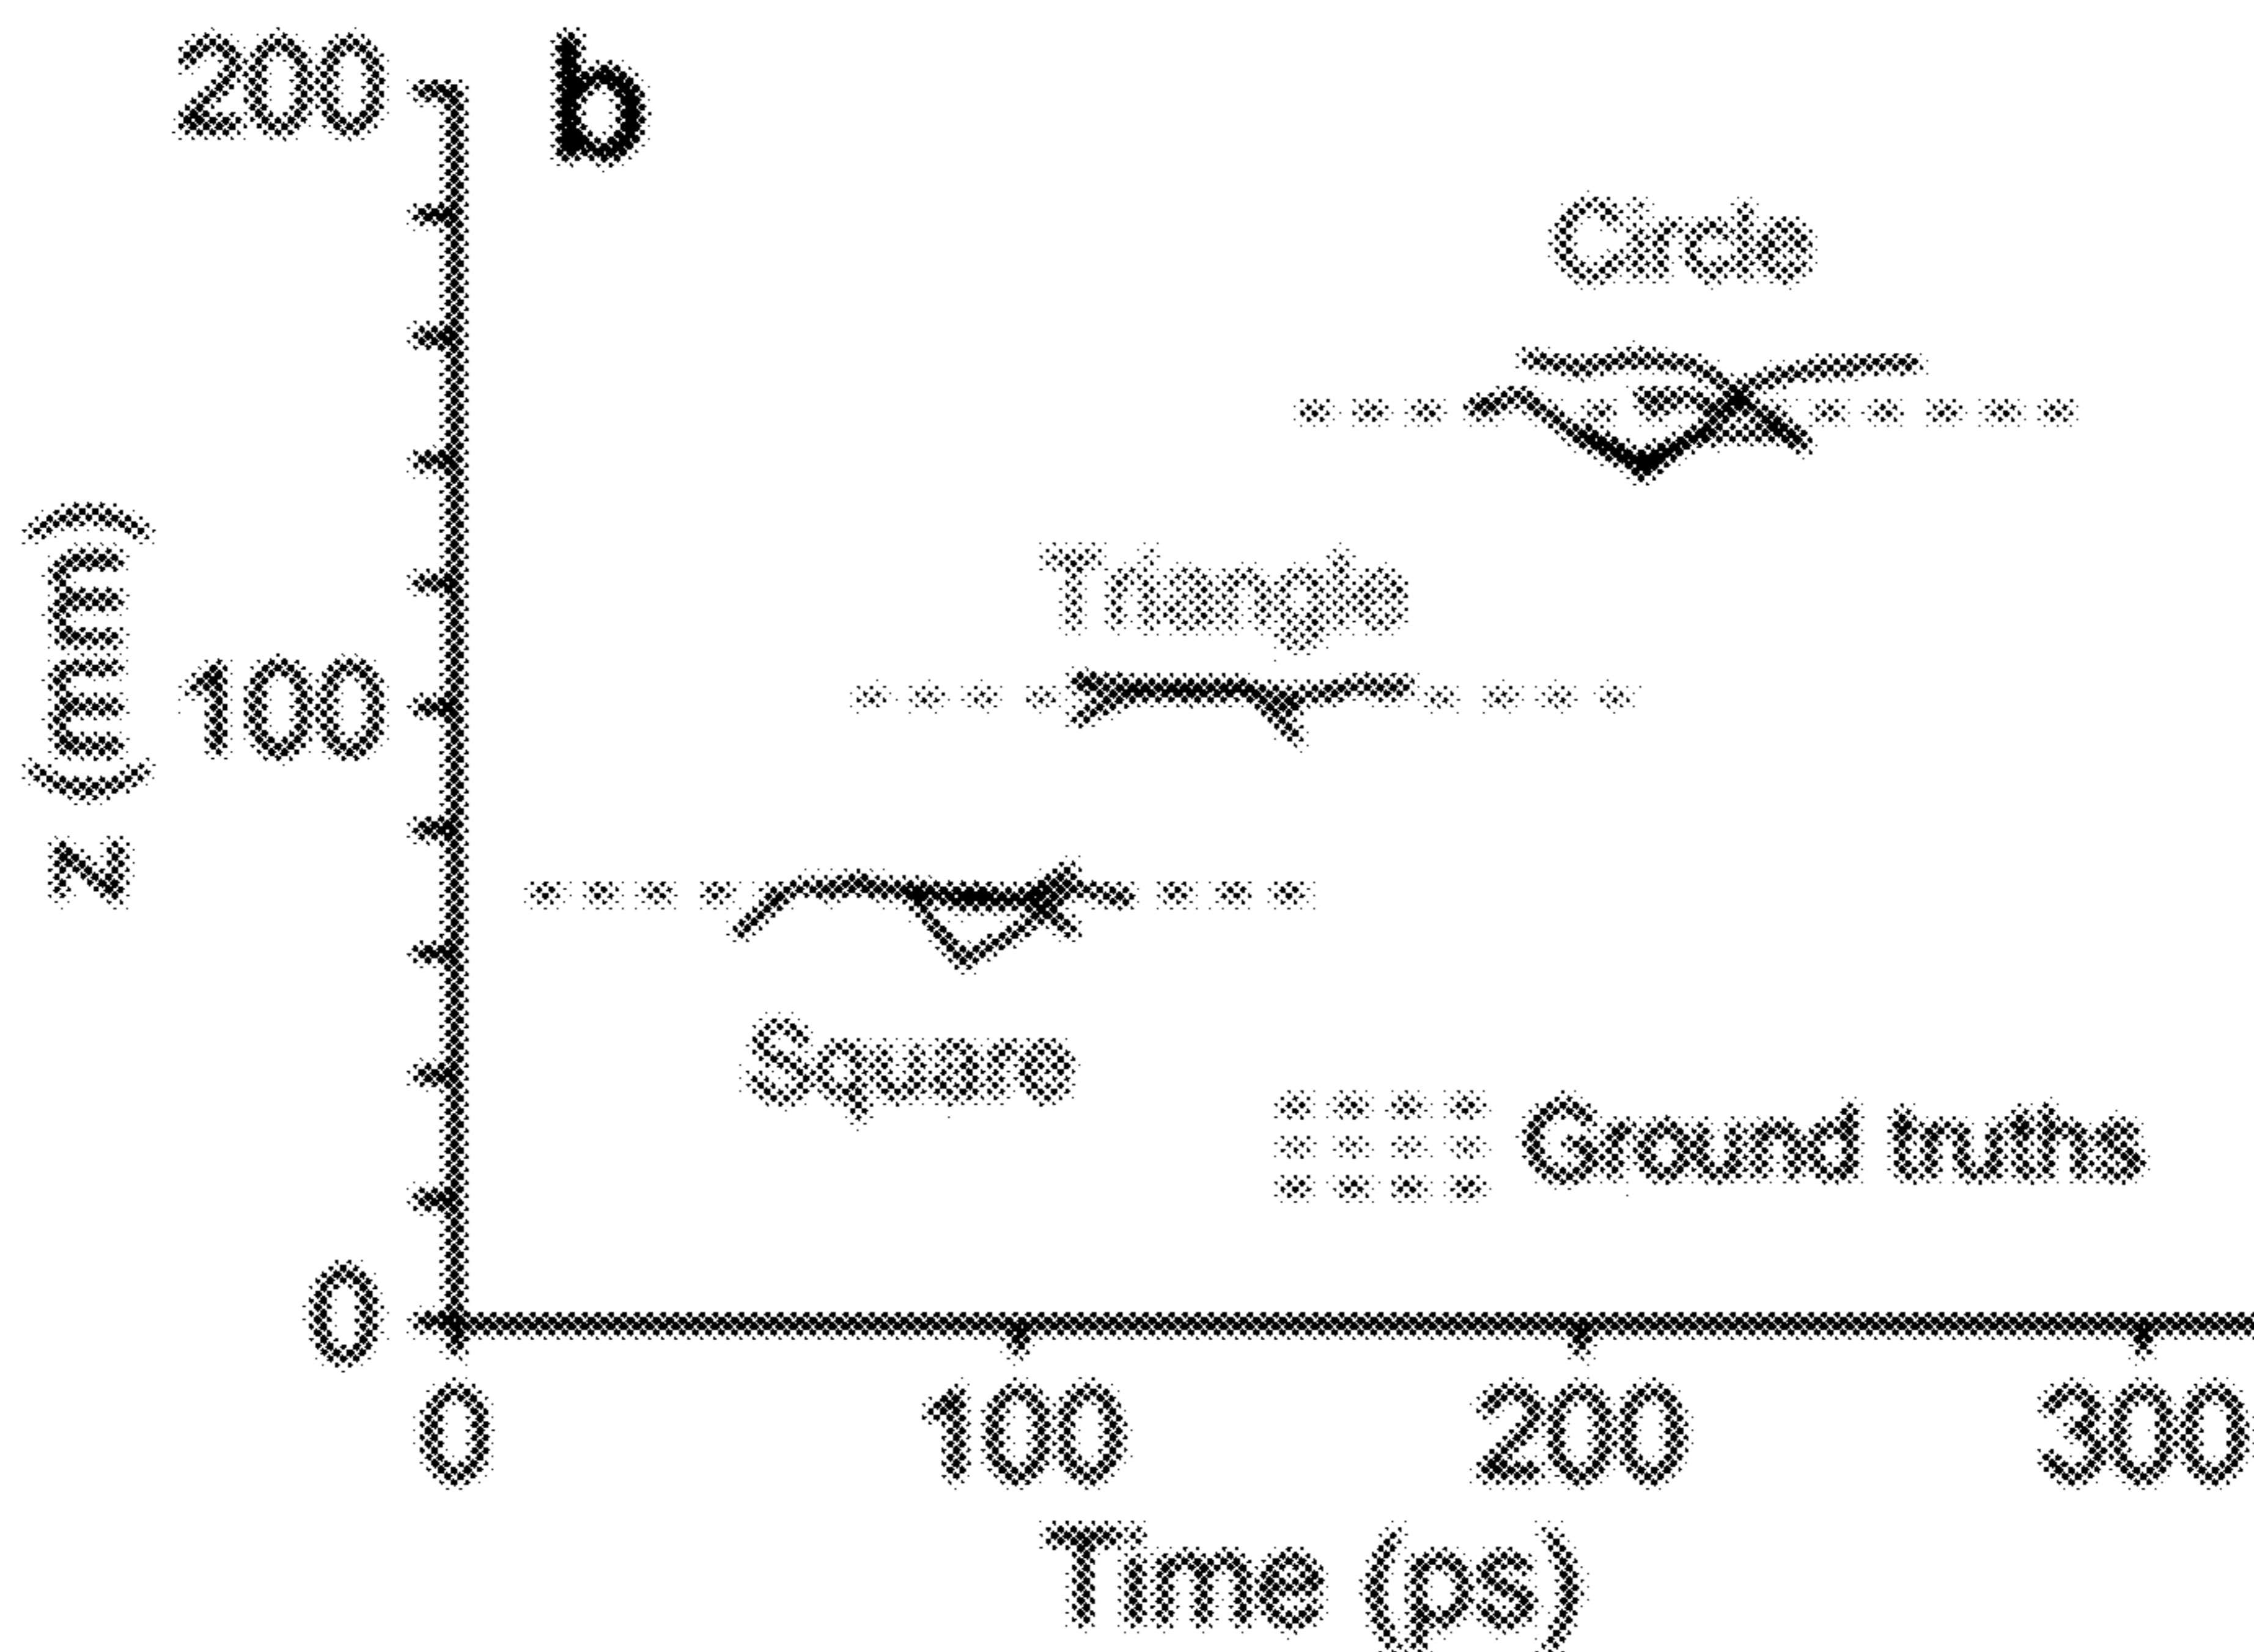 b
200
100
0
z (mm)
Circle
Triangle
Square
Ground truths
0 100 200 300
Time (ps)